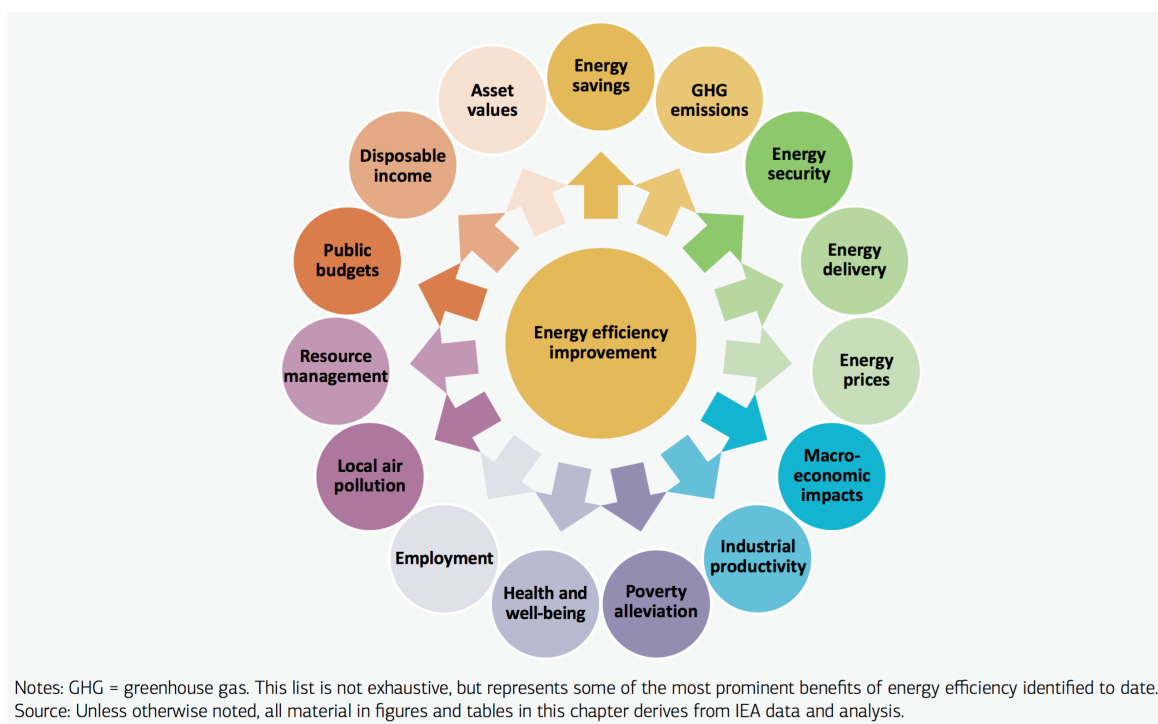 Energy
savings
GHG
emissions
Energy
security
Energy
delivery
Energy
prices
Macro-
economic
impacts
Industrial
productivity
Poverty
alleviation
Health and
well-being
Employment
Local air
pollution
Resource
management
Public
budgets
Disposable
income
Asset
values
Energy efficiency
improvement
Notes: GHG = greenhouse gas. This list is not exhaustive, but represents some of the most prominent benefits of energy efficiency identified to date.
Source: Unless otherwise noted, all material in figures and tables in this chapter derives from IEA data and analysis.